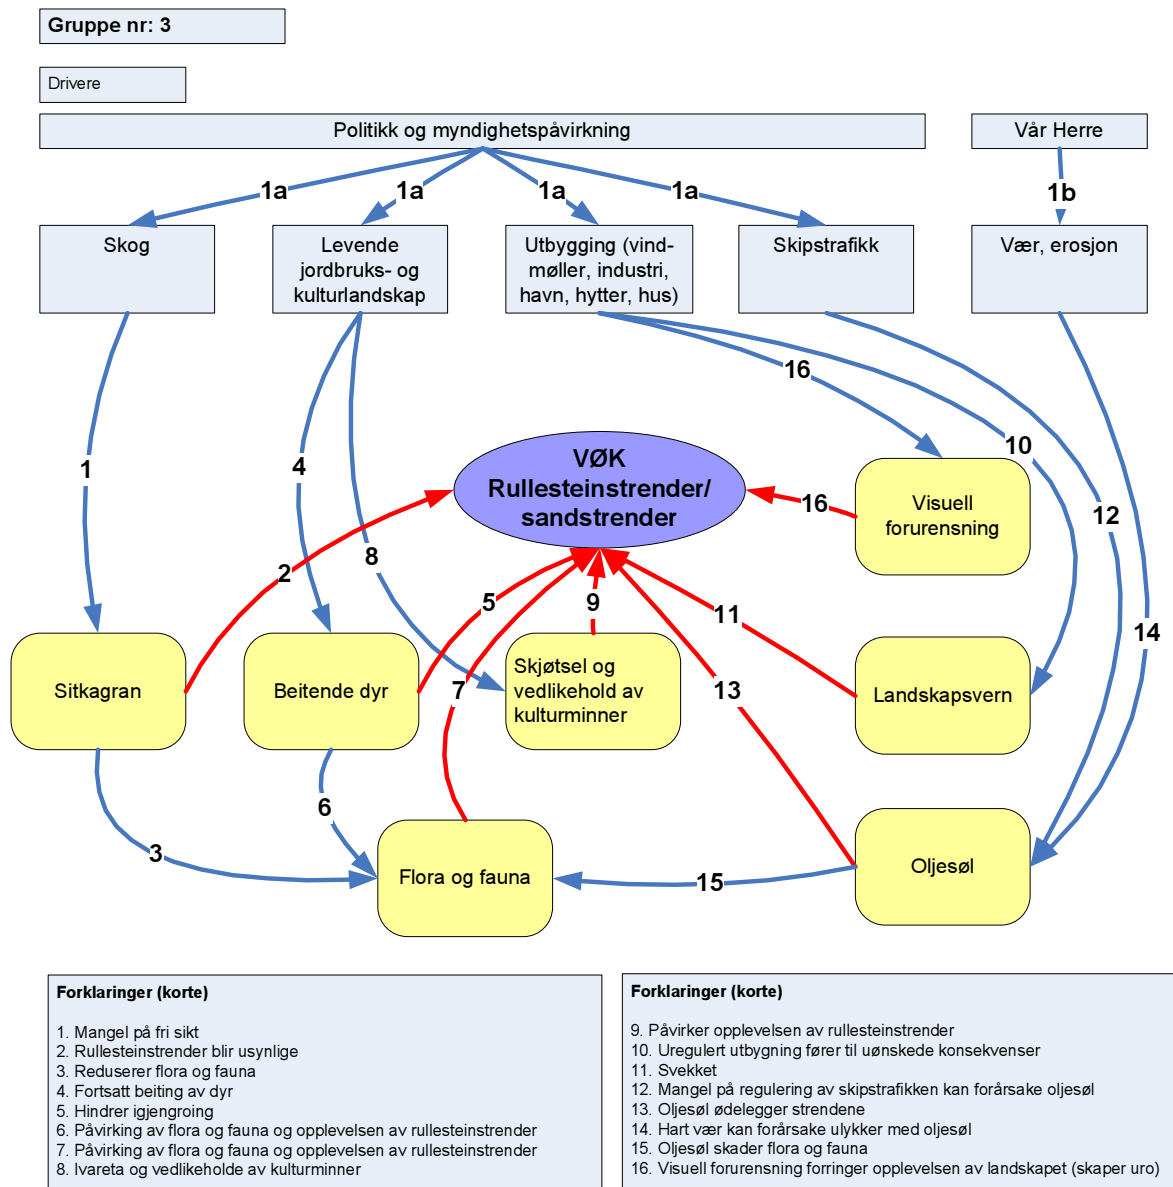 Gruppe nr: 3
Drivere
Politikk og myndighetspåvirkning
Vår Herre
1a
1a
1a
1a
1b
Skog
Levende
jordbruks- og
kulturlandskap
Utbygging (vind-
møller, industri,
havn, hytter, hus)
Skipstrafikk
Vær, erosjon
16
10
1
4
VØK
Rullesteinstrender/
sandstrender
16
Visuell
forurensning
12
8
2
5
9
11
14
Sitkagran
Beitende dyr
7
Skjøtsel og
vedlikehold av
kulturminner
13
Landskapsvern
6
3
Flora og fauna
15
Oljesøl
Forklaringer (korte)
1. Mangel på fri sikt
2. Rullesteinstrender blir usynlige
3. Reduserer flora og fauna
4. Fortsatt beiting av dyr
5. Hindrer igjengroing
6. Påvirking av flora og fauna og opplevelsen av rullesteinstrender
7. Påvirking av flora og fauna og opplevelsen av rullesteinstrender
8. Ivareta og vedlikeholde av kulturminner
Forklaringer (korte)
9. Påvirker opplevelsen av rullesteinstrender
10. Uregulert utbygning fører til uønskede konsekvenser
11. Svekket
12. Mangel på regulering av skipstrafikken kan forårsake oljesøl
13. Oljesøl ødelegger strendene
14. Hart vær kan forårsake ulykker med oljesøl
15. Oljesøl skader flora og fauna
16. Visuell forurensning forringer opplevelsen av landskapet (skaper uro)